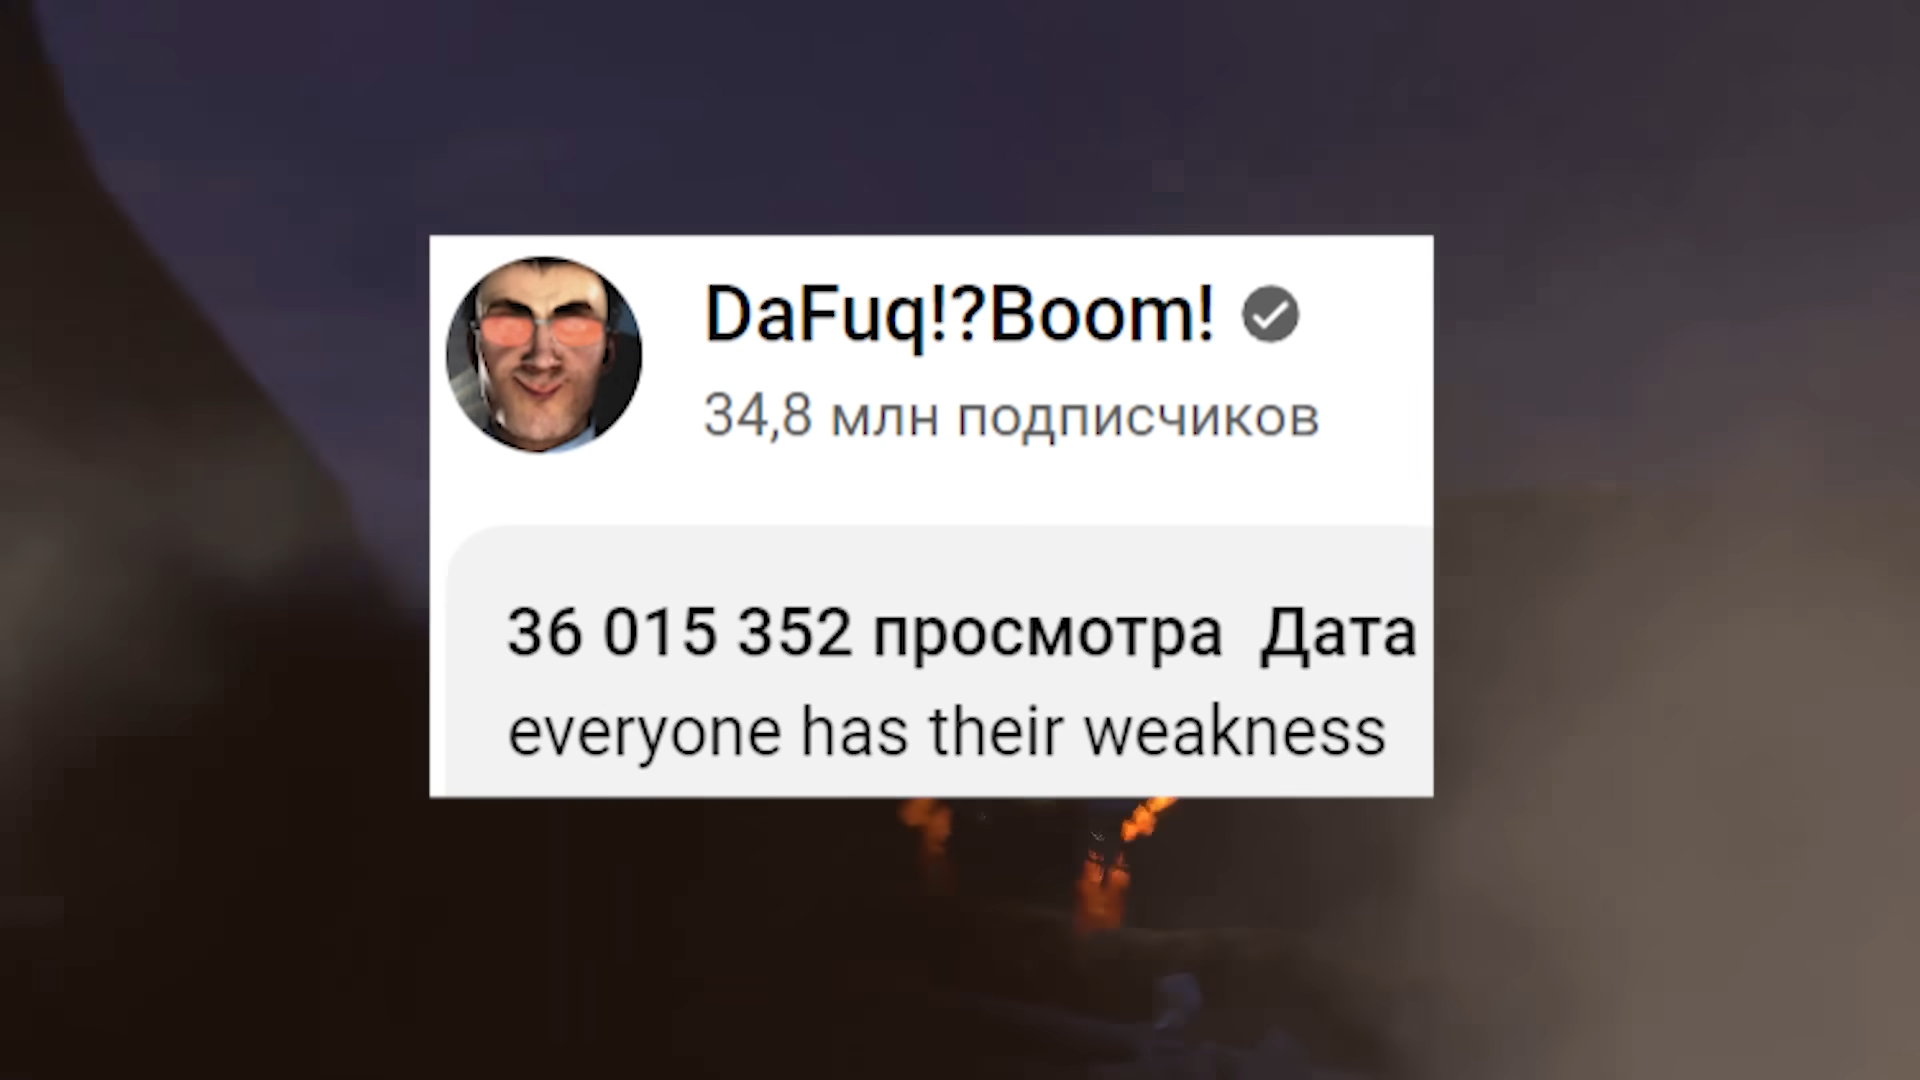 DaFuq!?Boom!
34,8 млн подписчиков
36 015 352 просмотра Дата
everyone has their weakness